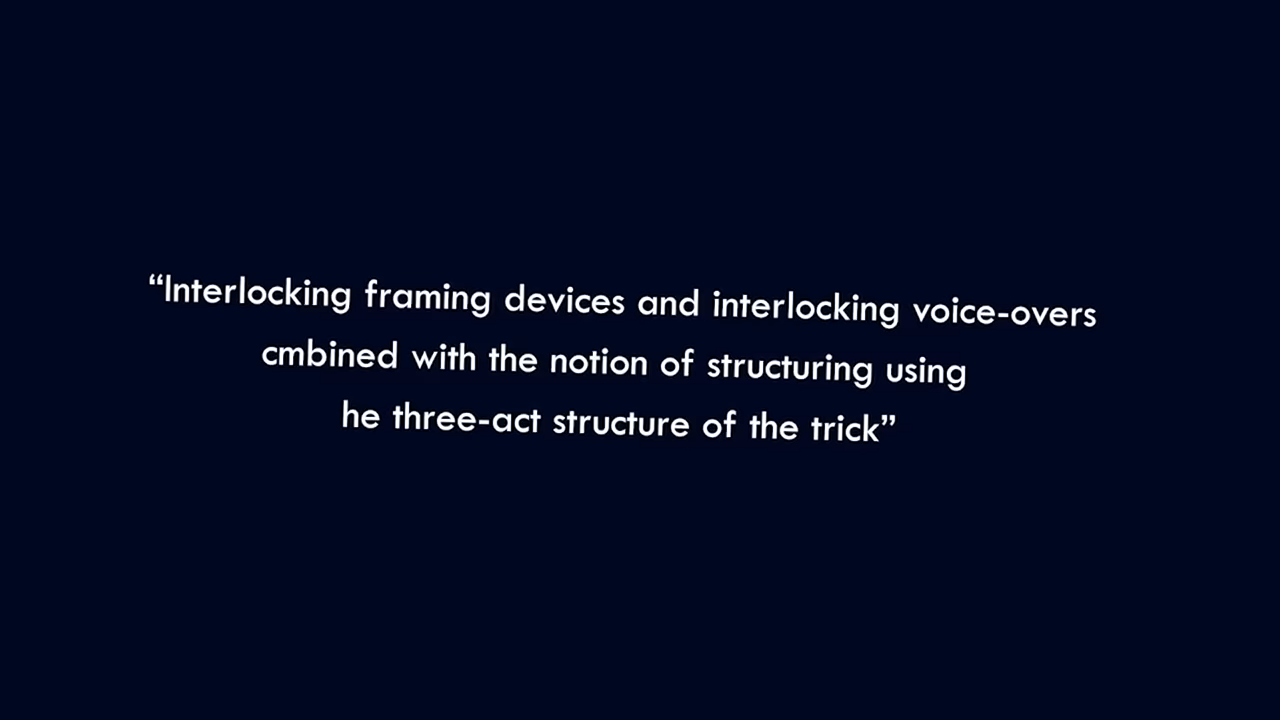 “Interlocking framing devices and interlocking voice-overs
cmbined with the notion of structuring using
he three-act structure of the trick”